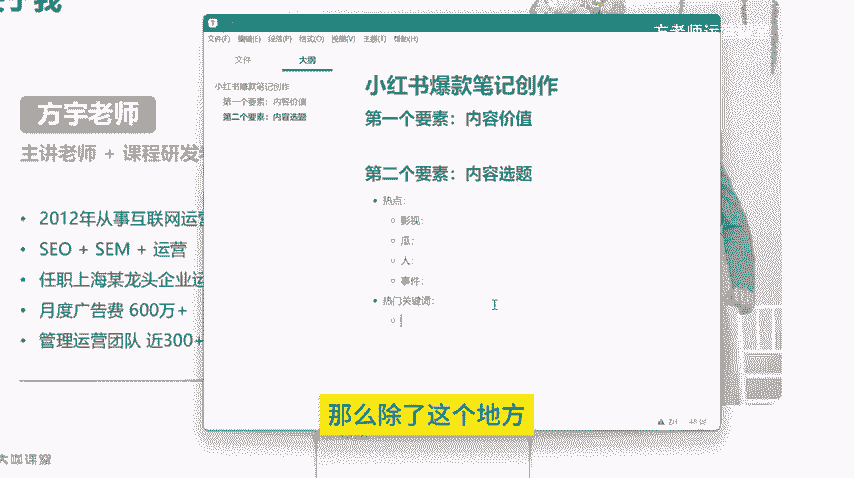 方宇老师
主讲老师 + 课程研发
2012年从事互联网运营
SEO + SEM + 运营
任职上海某龙头企业运
月度广告费 600万+
管理运营团队 近300+
大咖课堂
方老师运
文件(F) 编辑(E) 段落(P) 格式(O) 视图(V) 主题(T) 帮助(H)
文件 大纲
小红书爆款笔记创作
第一个要素：内容价值
第二个要素：内容选题
小红书爆款笔记创作
第一个要素：内容价值
第二个要素：内容选题
热点：
影视：
瓜：
人：
事件：
热门关键词：
那么除了这个地方